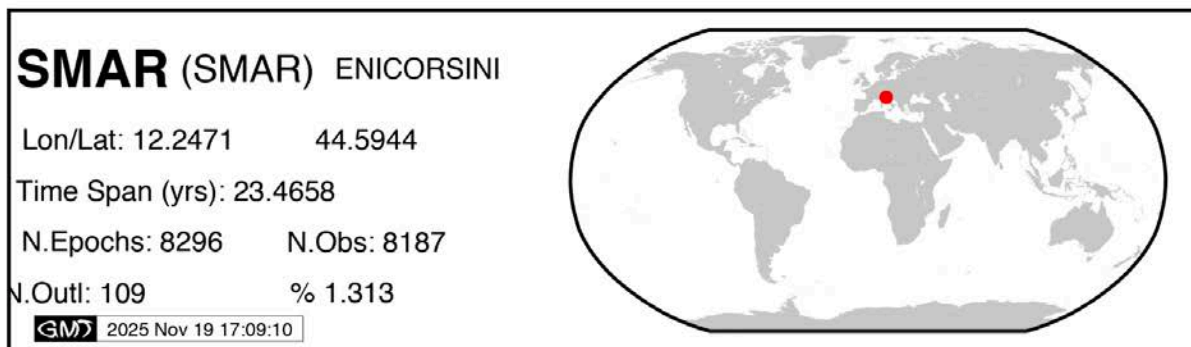 SMAR (SMAR) ENICORSINI
Lon/Lat: 12.2471 44.5944
Time Span (yrs): 23.4658
N.Epochs: 8296 N.Obs: 8187
N.Outl: 109 % 1.313
GMT 2025 Nov 19 17:09:10